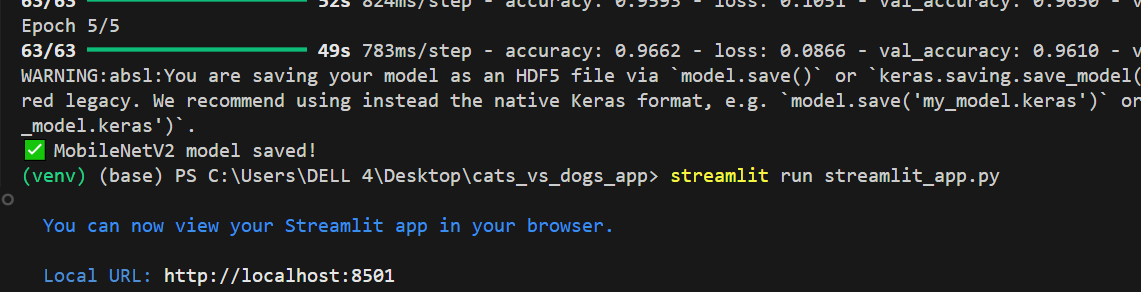 63/63 52s 824ms/step - accuracy: 0.9593 - loss: 0.1051 - val_accuracy: 0.9650 - v
Epoch 5/5
63/63 49s 783ms/step - accuracy: 0.9662 - loss: 0.0866 - val_accuracy: 0.9610 - v
WARNING:absl:You are saving your model as an HDF5 file via `model.save()` or `keras.saving.save_model(
red legacy. We recommend using instead the native Keras format, e.g. `model.save('my_model.keras')` or
_model.keras')`.
✅ MobileNetV2 model saved!
(venv) (base) PS C:\Users\DELL 4\Desktop\cats_vs_dogs_app> streamlit run streamlit_app.py
You can now view your Streamlit app in your browser.
Local URL: http://localhost:8501